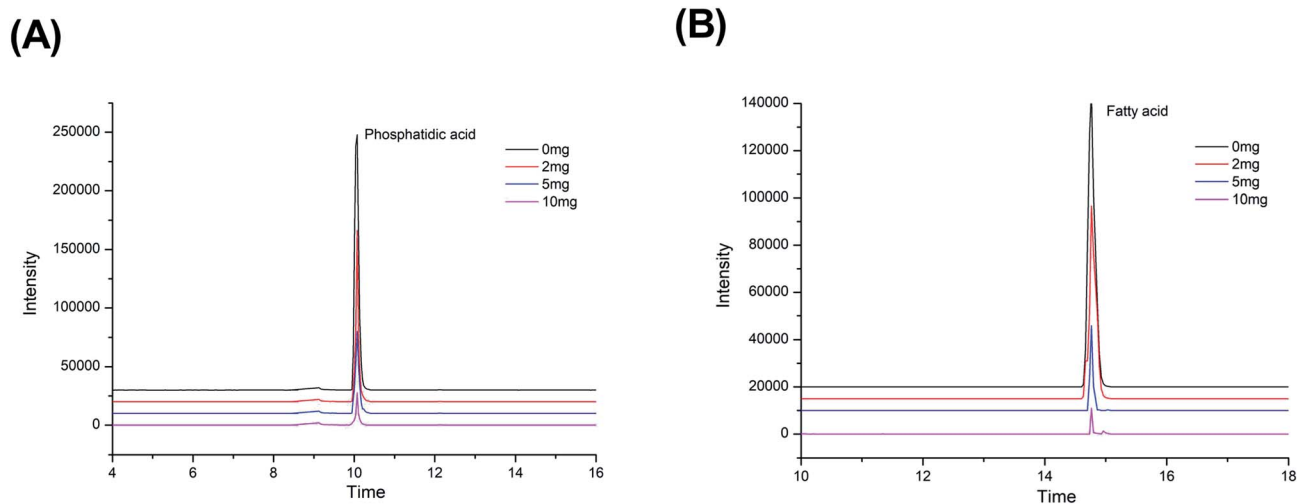 (A)
Phosphatidic acid
0mg
2mg
5mg
10mg
250000
200000
150000
100000
50000
0
Intensity
4
6
8
10
12
14
16
Time
(B)
Fatty acid
0mg
2mg
5mg
10mg
140000
120000
100000
80000
60000
40000
20000
0
Intensity
10
12
14
16
18
Time